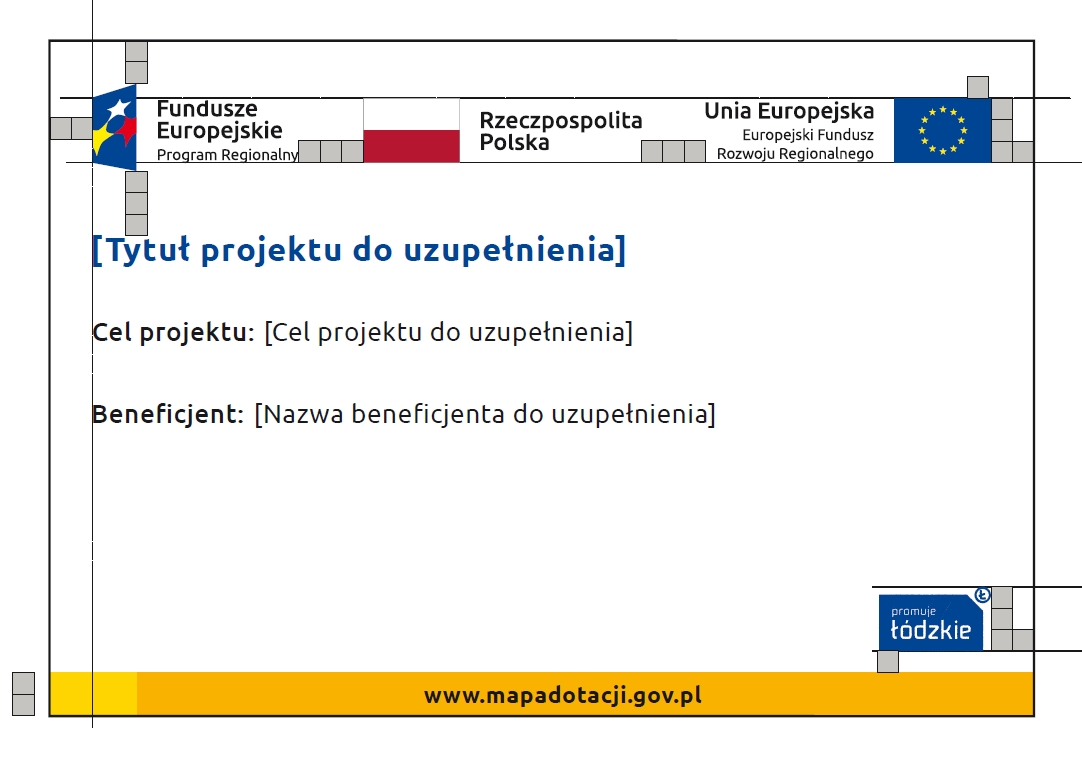 Fundusze
Europejskie
Program Regionalny
Rzeczpospolita
Polska
Unia Europejska
Europejski Fundusz
Rozwoju Regionalnego
[Tytuł projektu do uzupełnienia]
Cel projektu: [Cel projektu do uzupełnienia]
Beneficjent: [Nazwa beneficjenta do uzupełnienia]
Ł
promuje
łódzkie
www.mapadotacji.gov.pl